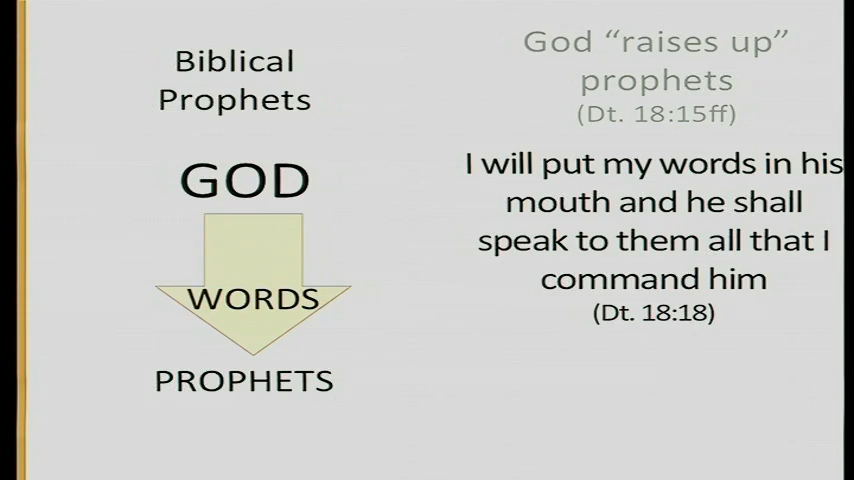 Biblical
Prophets
GOD
WORDS
PROPHETS
God “raises up”
prophets
(Dt. 18:15ff)
I will put my words in his
mouth and he shall
speak to them all that I
command him
(Dt. 18:18)